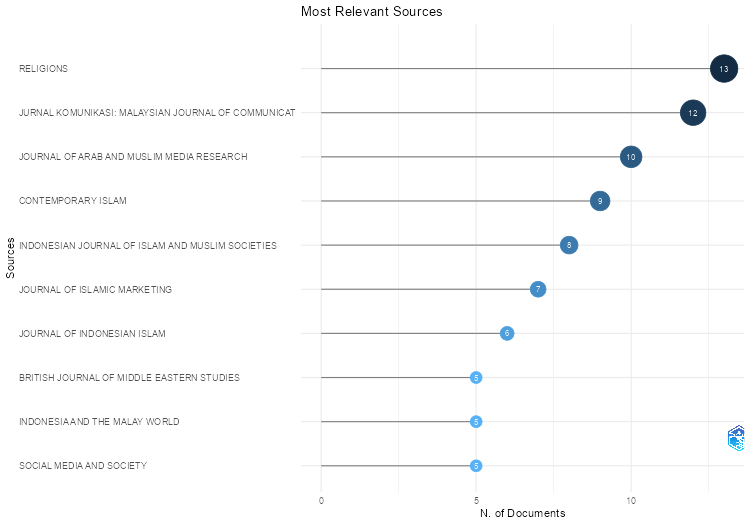 Most Relevant Sources
RELIGIONS
13
JURNAL KOMUNIKASI: MALAYSIAN JOURNAL OF COMMUNICAT
12
JOURNAL OF ARAB AND MUSLIM MEDIA RESEARCH
10
CONTEMPORARY ISLAM
9
INDONESIAN JOURNAL OF ISLAM AND MUSLIM SOCIETIES
8
JOURNAL OF ISLAMIC MARKETING
7
JOURNAL OF INDONESIAN ISLAM
6
BRITISH JOURNAL OF MIDDLE EASTERN STUDIES
5
INDONESIA AND THE MALAY WORLD
5
SOCIAL MEDIA AND SOCIETY
5
Sources
0 5 10
N. of Documents